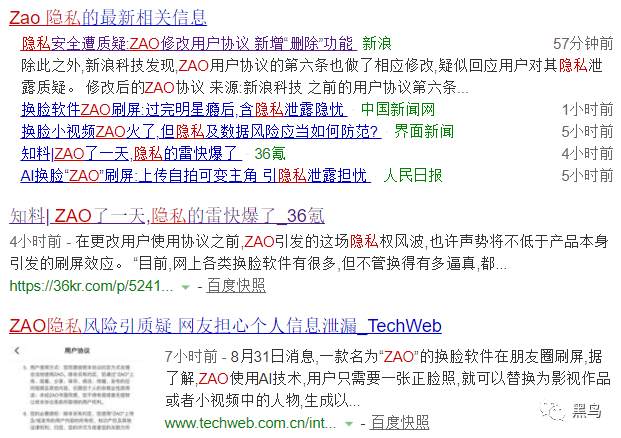 Zao 隐私的最新相关信息
隐私安全遭质疑:ZAO修改用户协议 新增“删除”功能 新浪 57分钟前
除此之外,新浪科技发现,ZAO用户协议的第六条也做了相应修改,疑似回应用户对其隐私泄
露质疑。 修改后的ZAO协议 来源:新浪科技 之前的用户协议第六条...
换脸软件ZAO刷屏:过完明星瘾后,含隐私泄露隐忧 中国新闻网 1小时前
换脸小视频ZAO火了,但隐私及数据风险应当如何防范? 界面新闻 5小时前
知料|ZAO了一天,隐私的雷快爆了 36氪 4小时前
AI换脸“ZAO”刷屏:上传自拍可变主角 引隐私泄露担忧 人民日报 5小时前
知料| ZAO了一天,隐私的雷快爆了_36氪
4小时前 - 在更改用户使用协议之前,ZAO引发的这场隐私权风波,也许声势将不低于产品本身
引发的刷屏效应。 “目前,网上各类换脸软件有很多,但不管换得有多逼真,都...
https://36kr.com/p/5241... - 百度快照
ZAO隐私风险引质疑 网友担心个人信息泄漏_TechWeb
用户协议
7小时前 - 8月31日消息,一款名为“ZAO”的换脸软件在朋友圈刷屏,据
了解,ZAO使用AI技术,用户只需要一张正脸照,就可以替换为影视作品
或者小视频中的人物,生成以...
www.techweb.com.cn/int... - 百度快照
黑鸟